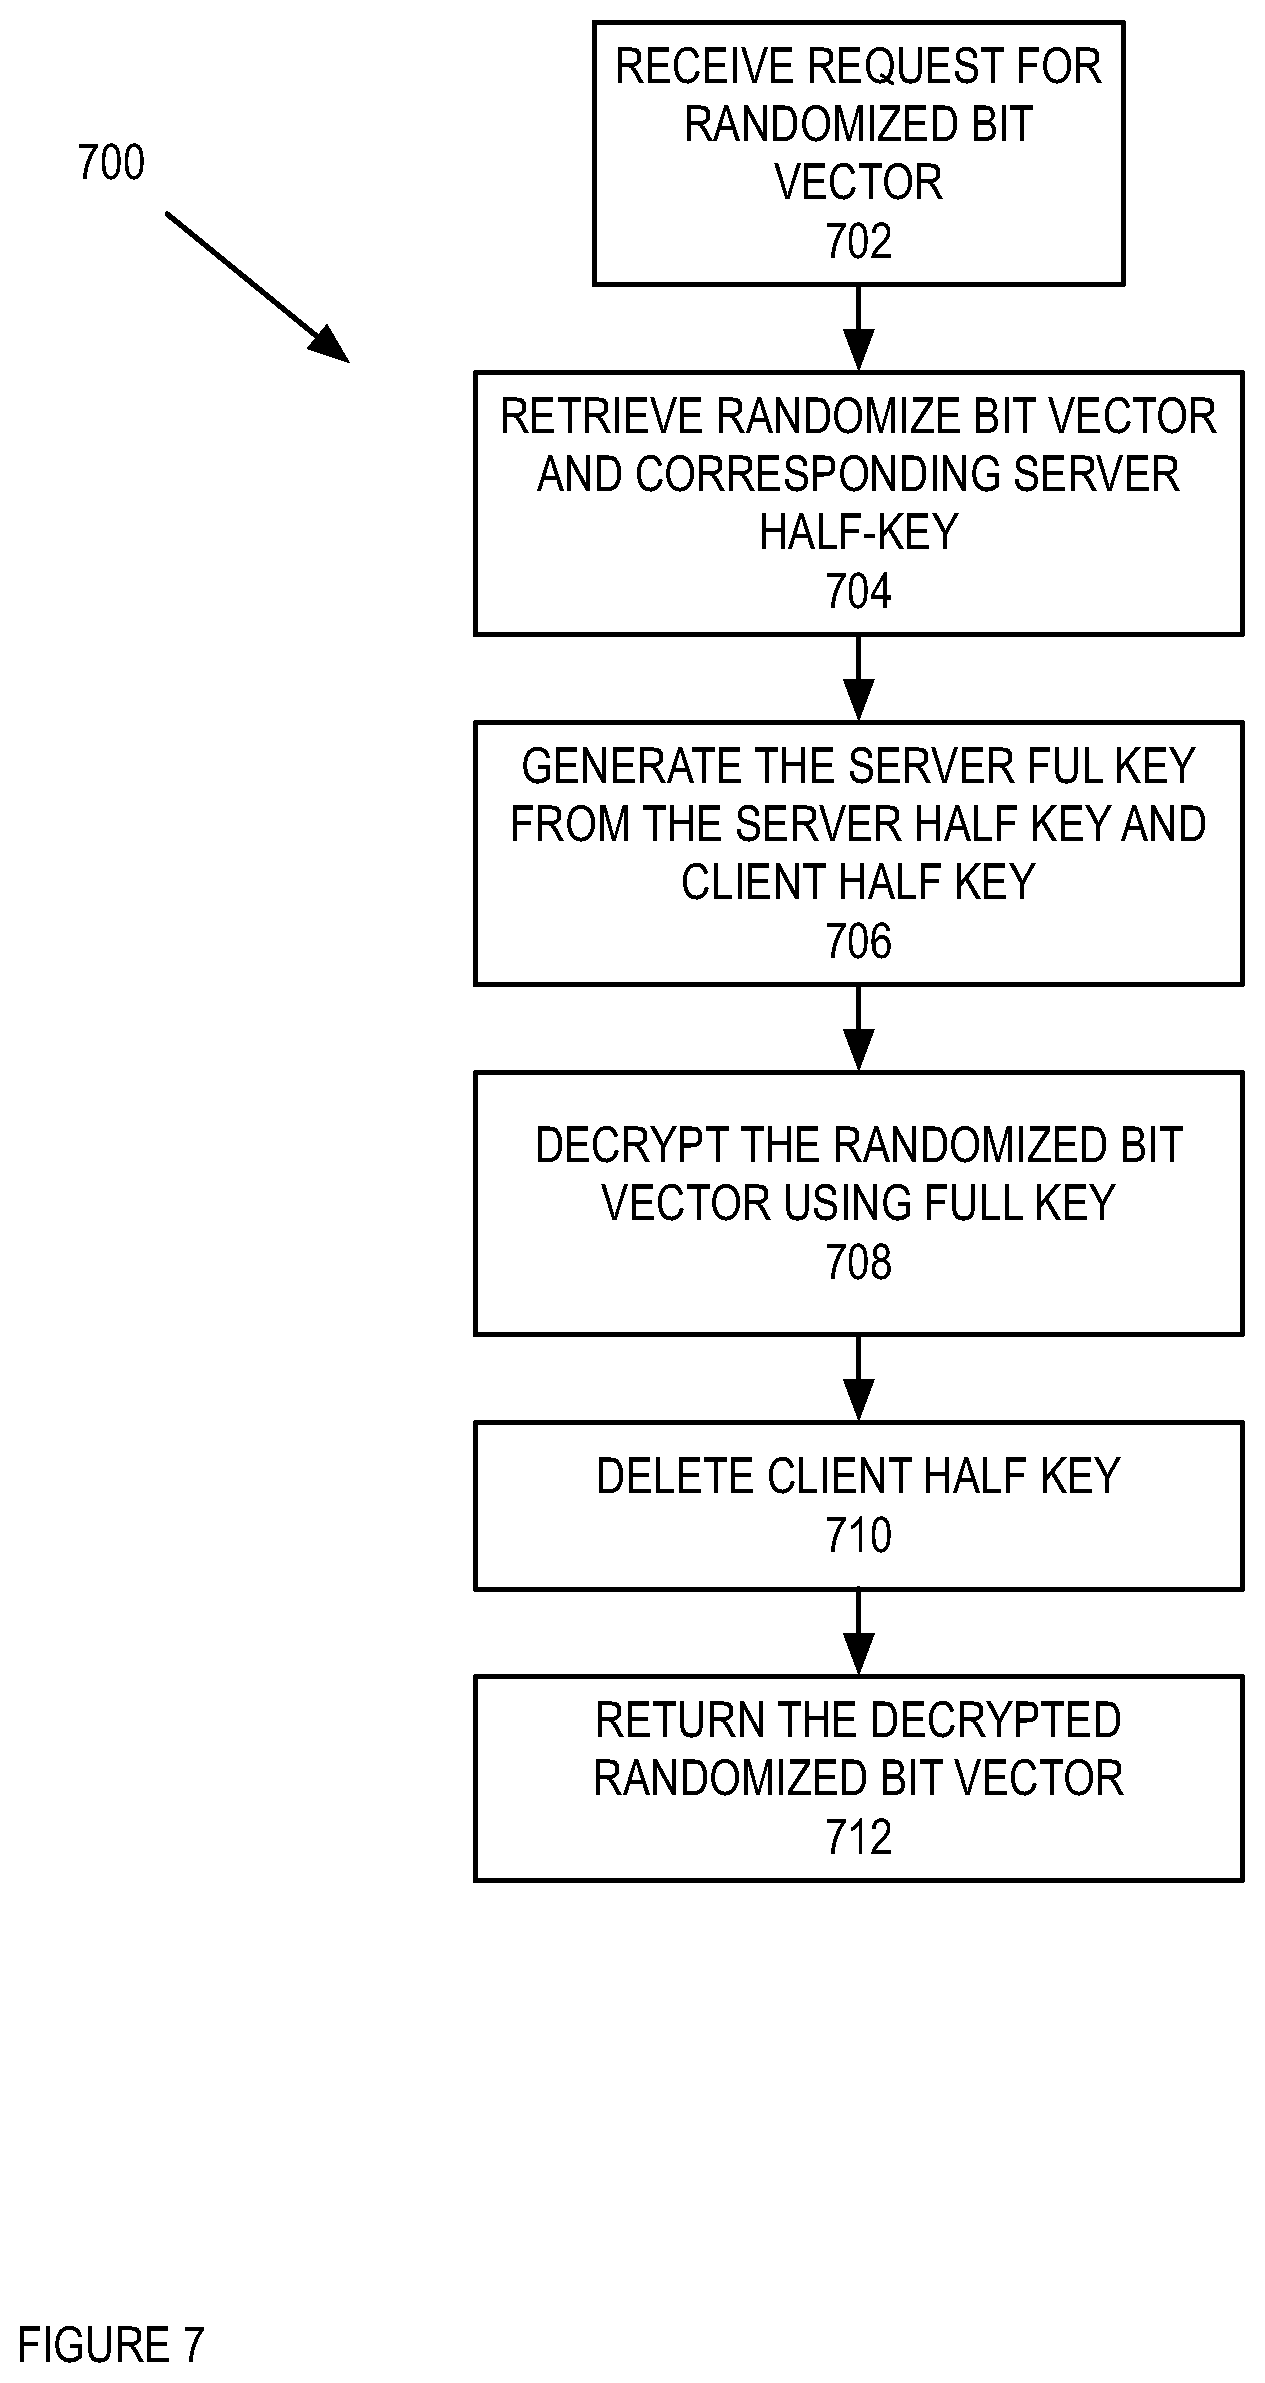 RECEIVE REQUEST FOR
RANDOMIZED BIT
VECTOR
702
700
RETRIEVE RANDOMIZE BIT VECTOR
AND CORRESPONDING SERVER
HALF-KEY
704
GENERATE THE SERVER FUL KEY
FROM THE SERVER HALF KEY AND
CLIENT HALF KEY
706
DECRYPT THE RANDOMIZED BIT
VECTOR USING FULL KEY
708
DELETE CLIENT HALF KEY
710
RETURN THE DECRYPTED
RANDOMIZED BIT VECTOR
712
FIGURE 7